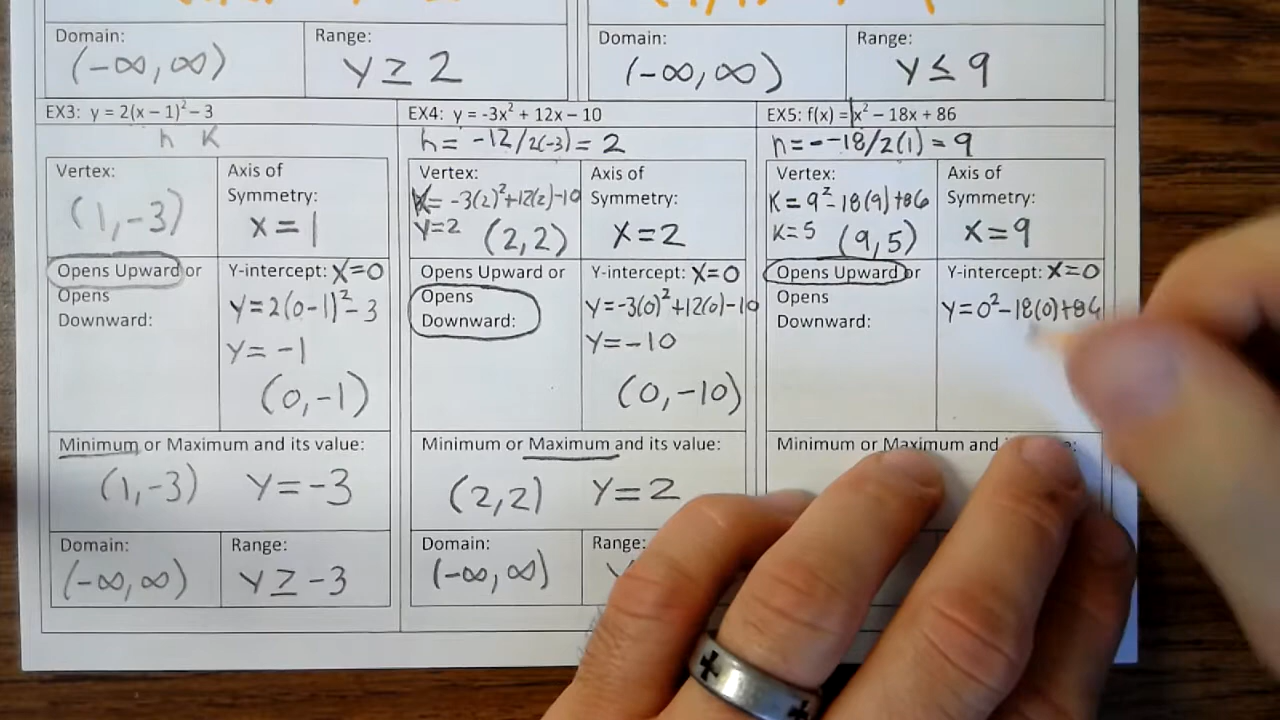 Domain:
(-∞, ∞)
Range:
y ≥ 2
Domain:
(-∞, ∞)
Range:
y ≤ 9
EX3: y = 2(x – 1)² – 3
h K
Vertex:
(1, -3)
Axis of
Symmetry:
x = 1
Opens Upward or
Opens
Downward:
Y-intercept: x=0
y = 2(0-1)² - 3
y = -1
(0, -1)
Minimum or Maximum and its value:
(1, -3) y = -3
Domain:
(-∞, ∞)
Range:
y ≥ -3
EX4: y = -3x² + 12x – 10
h = -12/2(-3) = 2
Vertex:
= -3(2)²+12(2)-10
y=2 (2, 2)
Axis of
Symmetry:
x = 2
Opens Upward or
Opens
Downward:
Y-intercept: x=0
y = -3(0)²+12(0)-10
y = -10
(0, -10)
Minimum or Maximum and its value:
(2, 2) y = 2
Domain:
(-∞, ∞)
Range:
EX5: f(x) = x² – 18x + 86
h = --18/2(1) = 9
Vertex:
K = 9²-18(9)+86
K=5 (9, 5)
Axis of
Symmetry:
x = 9
Opens Upward or
Opens
Downward:
Y-intercept: x=0
y = 0²-18(0)+86
Minimum or Maximum and